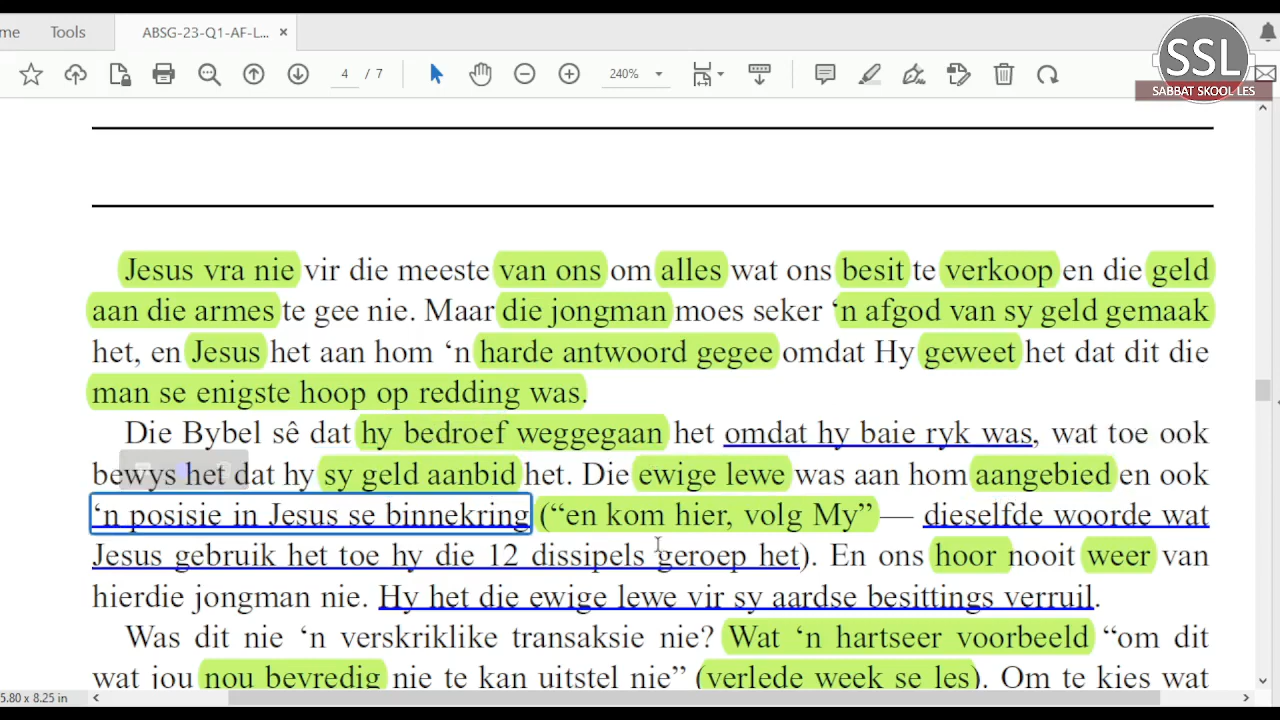 me Tools ABSG-23-Q1-AF-L... ×
4 / 7 240%
SSL
SABBAT SKOOL LES
Jesus vra nie vir die meeste van ons om alles wat ons besit te verkoop en die geld
aan die armes te gee nie. Maar die jongman moes seker ‘n afgod van sy geld gemaak
het, en Jesus het aan hom ‘n harde antwoord gegee omdat Hy geweet het dat dit die
man se enigste hoop op redding was.
Die Bybel sê dat hy bedroef weggegaan het omdat hy baie ryk was, wat toe ook
bewys het dat hy sy geld aanbid het. Die ewige lewe was aan hom aangebied en ook
‘n posisie in Jesus se binnekring (“en kom hier, volg My” — dieselfde woorde wat
Jesus gebruik het toe hy die 12 dissipels geroep het). En ons hoor nooit weer van
hierdie jongman nie. Hy het die ewige lewe vir sy aardse besittings verruil.
Was dit nie ‘n verskriklike transaksie nie? Wat ‘n hartseer voorbeeld “om dit
wat jou nou bevredig nie te kan uitstel nie” (verlede week se les). Om te kies wat
5.80 x 8.25 in